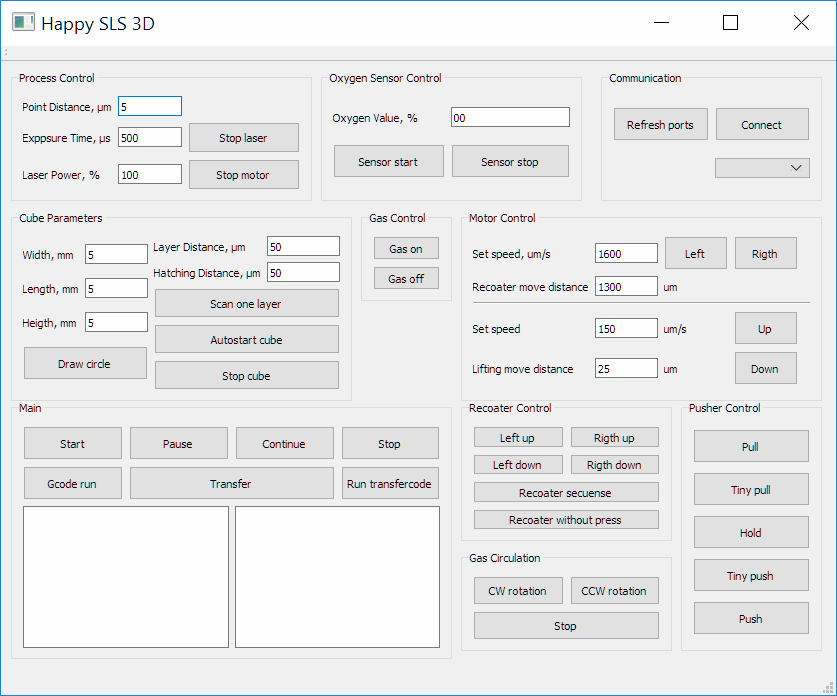 Happy SLS 3D
Process Control
Point Distance, µm 5
Exppsure Time, µs 500 Stop laser
Laser Power, % 100 Stop motor
Oxygen Sensor Control
Oxygen Value, % 00
Sensor start Sensor stop
Communication
Refresh ports Connect
Cube Parameters
Width, mm 5
Length, mm 5
Heigth, mm 5
Draw circle
Layer Distance, µm 50
Hatching Distance, µm 50
Scan one layer
Autostart cube
Stop cube
Gas Control
Gas on
Gas off
Motor Control
Set speed, um/s 1600 Left Rigth
Recoater move distance 1300 um
Set speed 150 um/s Up
Lifting move distance 25 um Down
Main
Start Pause Continue Stop
Gcode run Transfer Run transfercode
Recoater Control
Left up Rigth up
Left down Rigth down
Recoater secuense
Recoater without press
Gas Circulation
CW rotation CCW rotation
Stop
Pusher Control
Pull
Tiny pull
Hold
Tiny push
Push